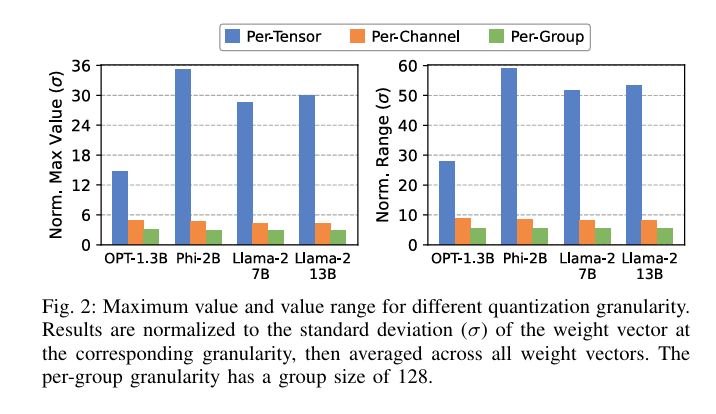 Per-Tensor Per-Channel Per-Group
Norm. Max Value (σ)
36
30
24
18
12
6
0
OPT-1.3B Phi-2B Llama-2 Llama-2
7B 13B
Norm. Range (σ)
60
50
40
30
20
10
0
OPT-1.3B Phi-2B Llama-2 Llama-2
7B 13B
Fig. 2: Maximum value and value range for different quantization granularity.
Results are normalized to the standard deviation (σ) of the weight vector at
the corresponding granularity, then averaged across all weight vectors. The
per-group granularity has a group size of 128.